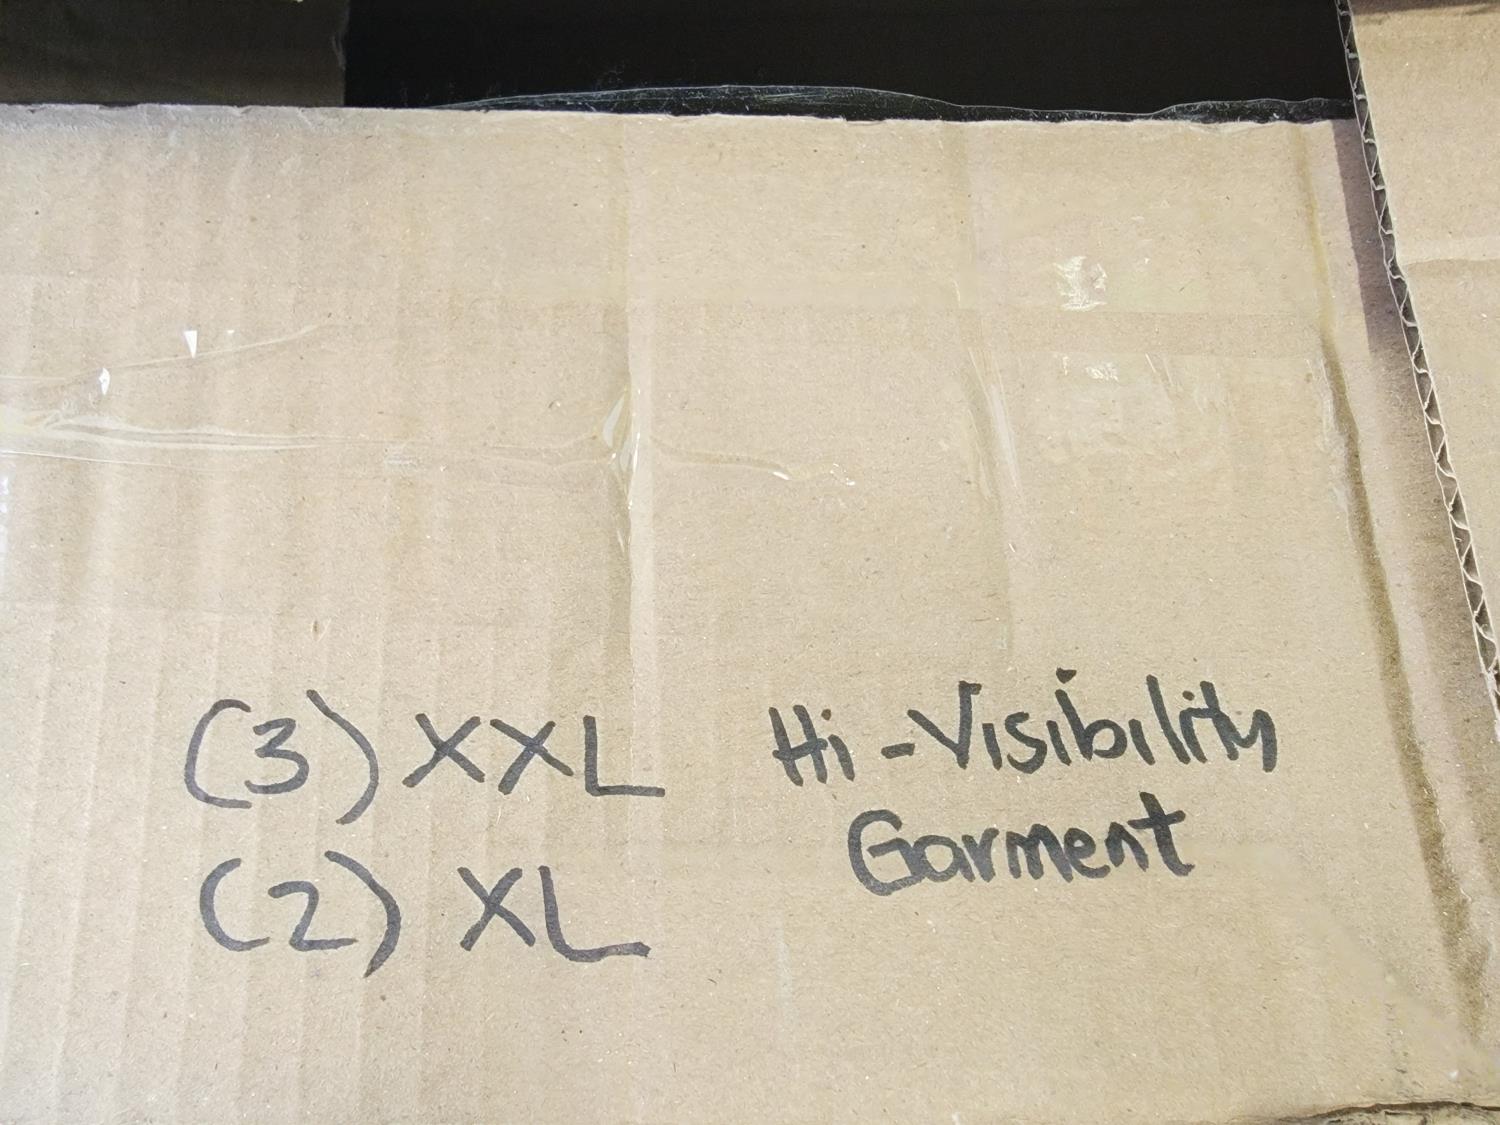 (3) XXL
(2) XL
Hi-Visibility
Garment